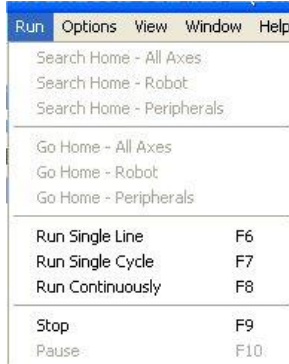 Run Options View Window Help
Search Home - All Axes
Search Home - Robot
Search Home - Peripherals
Go Home - All Axes
Go Home - Robot
Go Home - Peripherals
Run Single Line F6
Run Single Cycle F7
Run Continuously F8
Stop F9
Pause F10